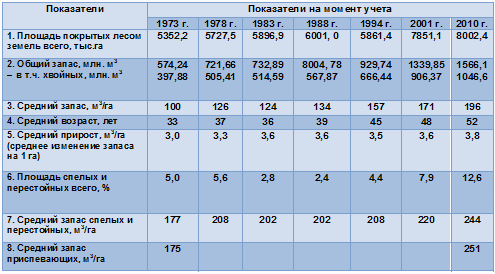 Показатели
Показатели на момент учета
1973 г. 1978 г. 1983 г. 1988 г. 1994 г. 2001 г. 2010 г.
1. Площадь покрытых лесом
земель всего, тыс.га
5352,2 5727,5 5896,9 6001, 0 5861,4 7851,1 8002,4
2. Общий запас, млн. м³
574,24 721,66 732,89 8004, 78 929,74 1339,85 1566,1
– в т.ч. хвойных, млн. м³
397,88 505,41 514,59 567,87 666,44 906,37 1046,6
3. Средний запас, м³/га 100 126 124 134 157 171 196
4. Средний возраст, лет 33 37 36 39 45 48 52
5. Средний прирост, м³/га 3,0 3,3 3,6 3,6 3,5 3,6 3,8
(среднее изменение запаса
на 1 га)
6. Площадь спелых и
перестойных всего, %
5,0 5,6 2,8 2,4 4,4 7,9 12,6
7. Средний запас спелых и
перестойных, м³/га
177 208 202 202 208 220 244
8. Средний запас
приспевающих, м³/га
175 251